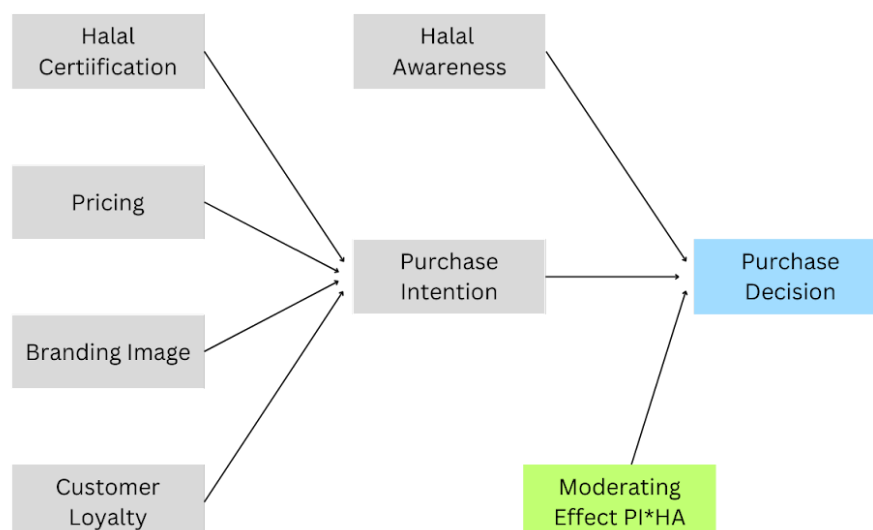 Halal
Certiification
Halal
Awareness
Pricing
Purchase
Intention
Purchase
Decision
Branding Image
Customer
Loyalty
Moderating
Effect PI*HA